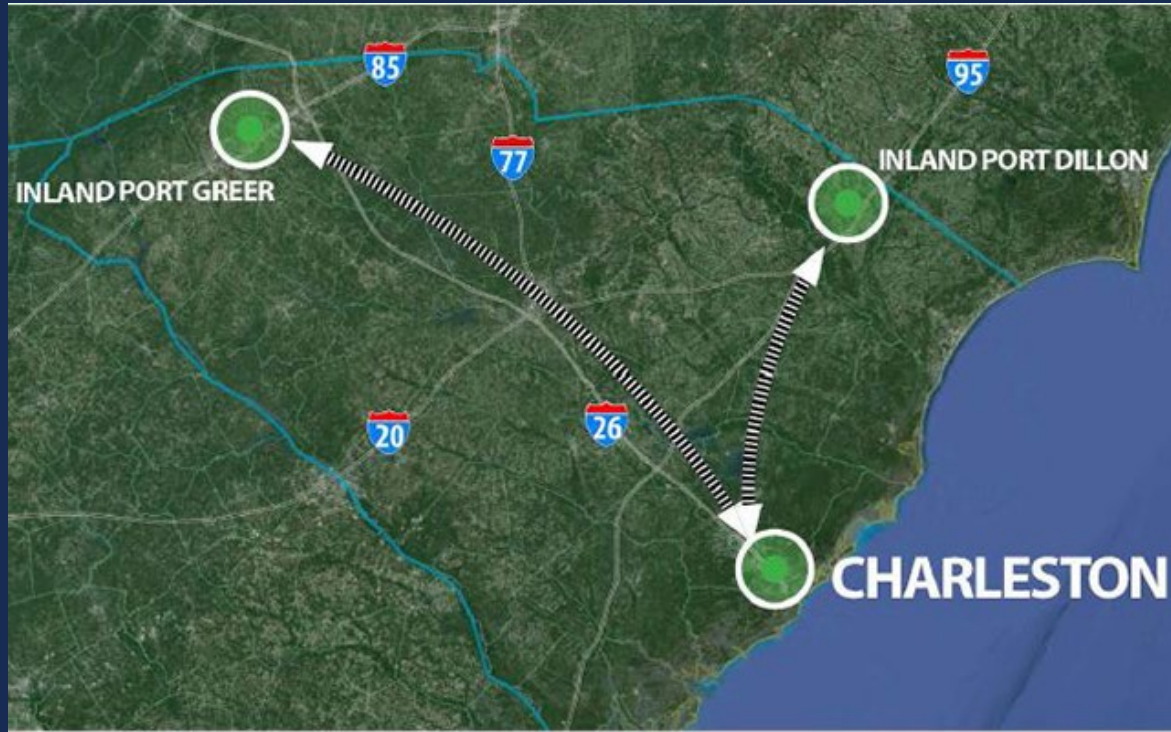 85
95
77
INLAND PORT DILLON
INLAND PORT GREER
20
26
CHARLESTON